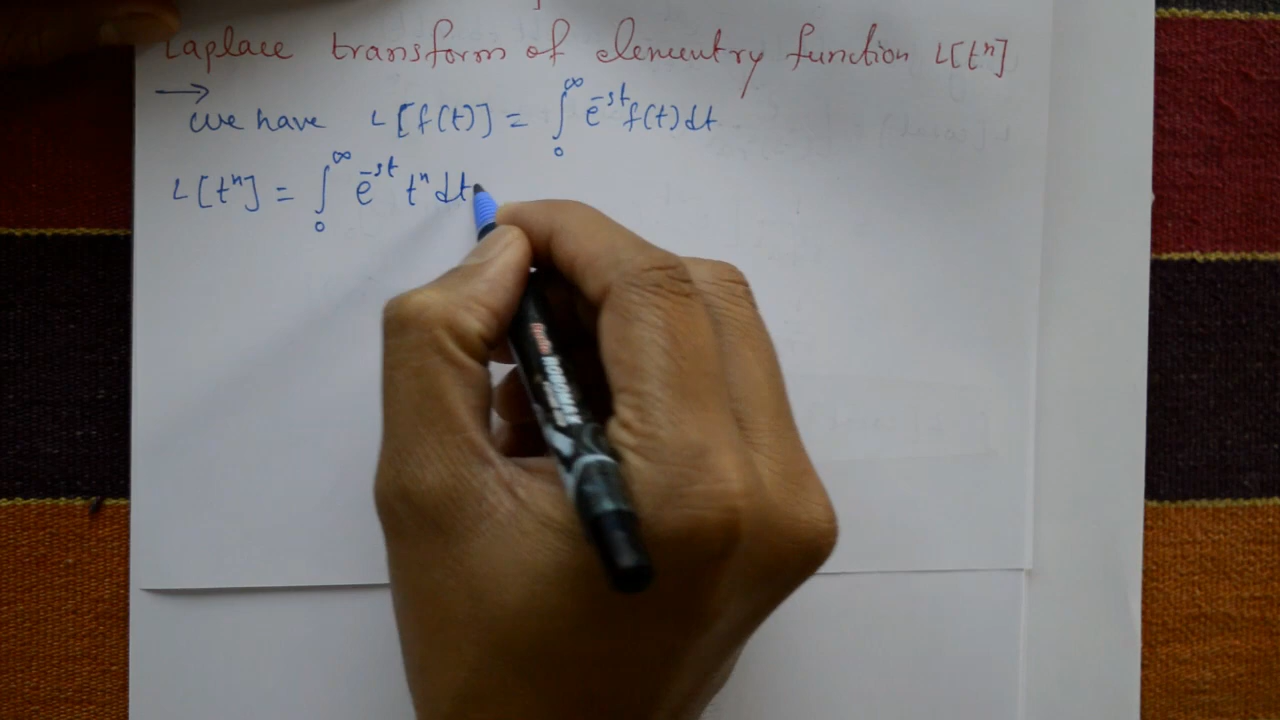 Laplace transform of elementry function L[tⁿ]
→
We have L[f(t)] = ∫₀^∞ e^-st f(t) dt
L[tⁿ] = ∫₀^∞ e^-st tⁿ dt